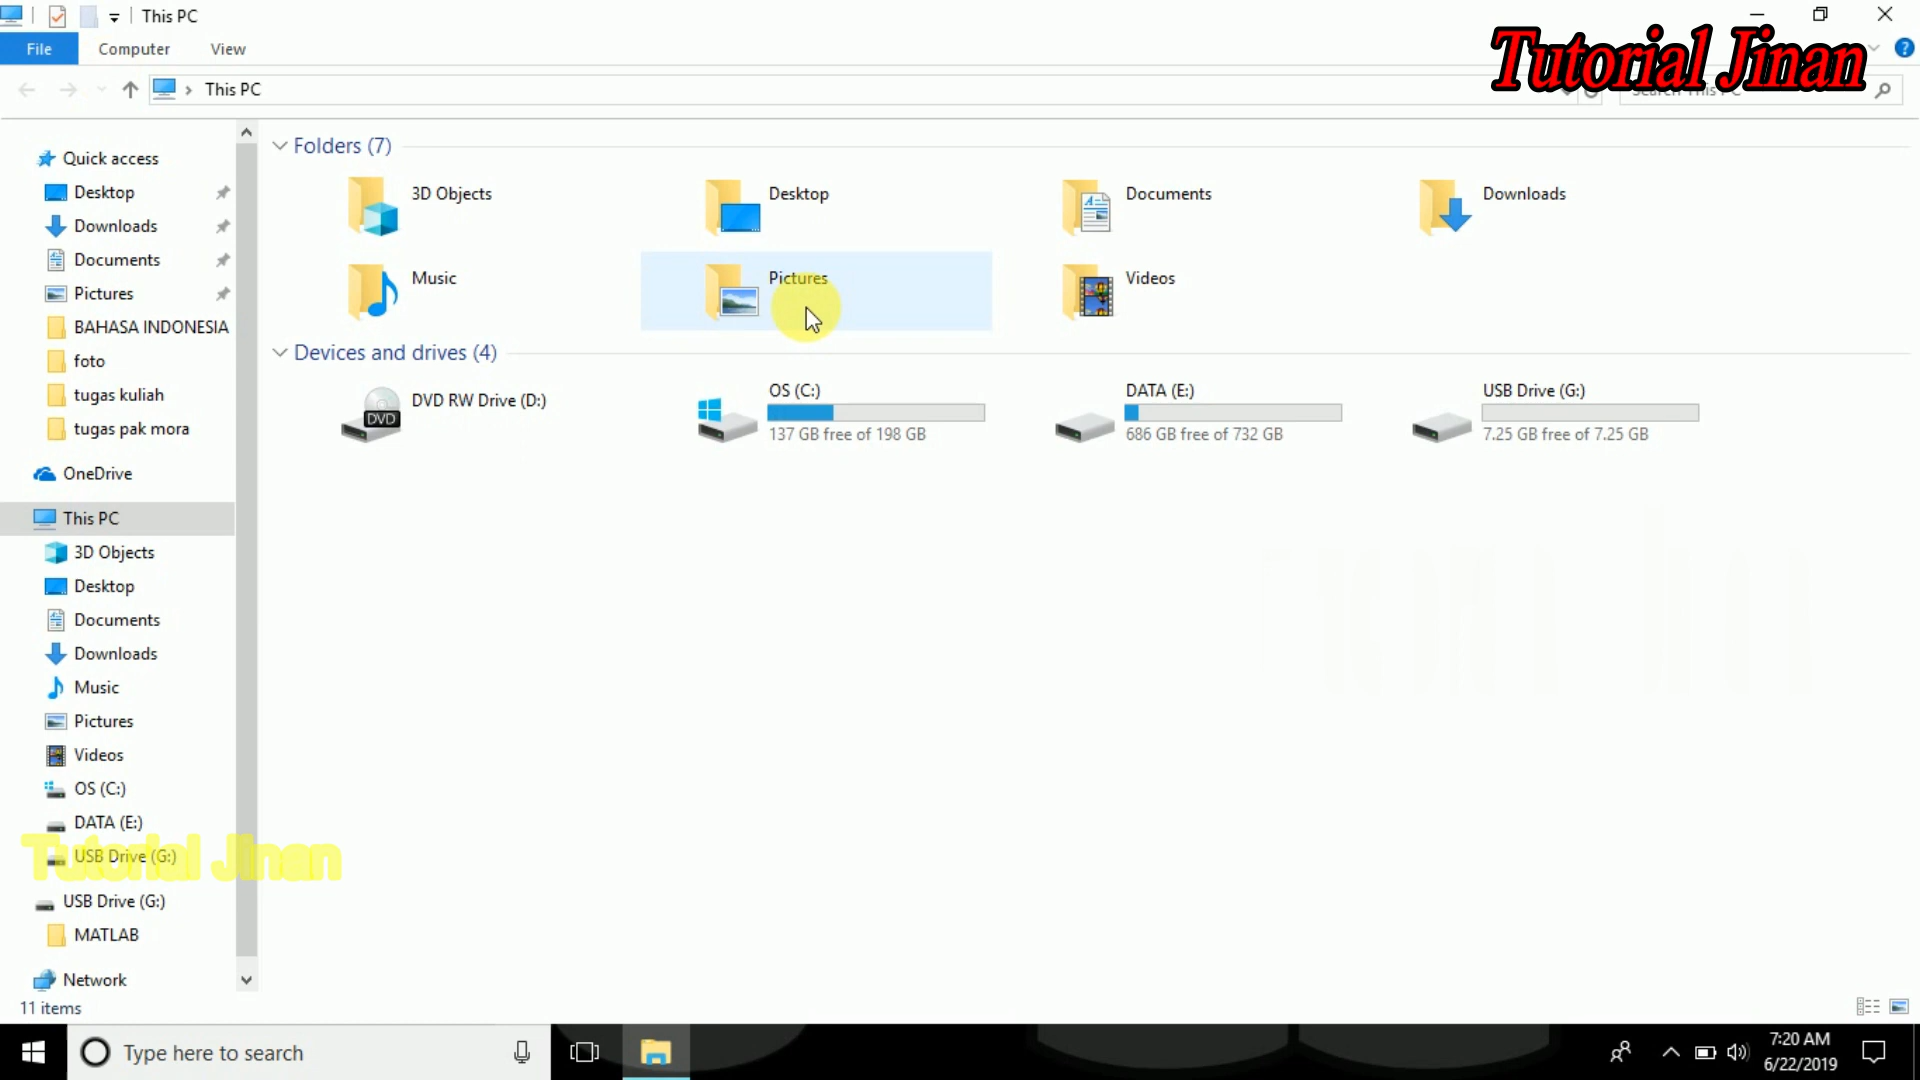 This PC
File
Computer
View
Tutorial Jinan
This PC
Search This PC
Quick access
Desktop
Downloads
Documents
Pictures
BAHASA INDONESIA
foto
tugas kuliah
tugas pak mora
OneDrive
This PC
3D Objects
Desktop
Documents
Downloads
Music
Pictures
Videos
OS (C:)
DATA (E:)
USB Drive (G:)
Tutorial Jinan
USB Drive (G:)
MATLAB
Network
Folders (7)
3D Objects
Desktop
Documents
Downloads
Music
Pictures
Videos
Devices and drives (4)
DVD
DVD RW Drive (D:)
OS (C:)
137 GB free of 198 GB
DATA (E:)
686 GB free of 732 GB
USB Drive (G:)
7.25 GB free of 7.25 GB
11 items
Type here to search
7:20 AM
6/22/2019